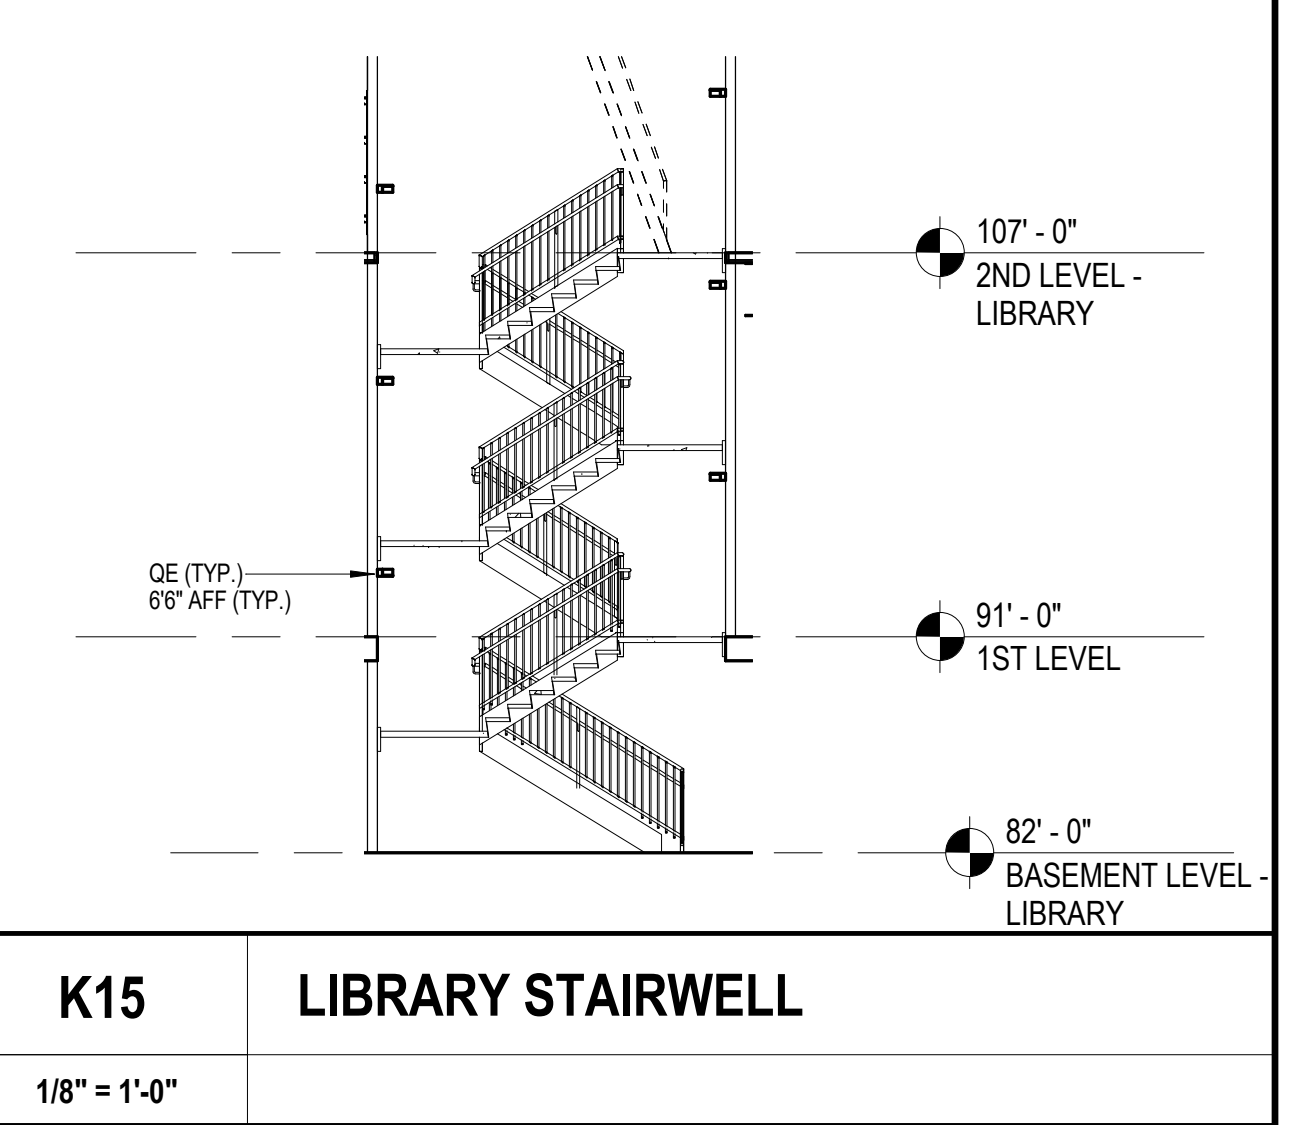 107' - 0"
2ND LEVEL -
LIBRARY
QE (TYP.)
6'6" AFF (TYP.)
91' - 0"
1ST LEVEL
82' - 0"
BASEMENT LEVEL -
LIBRARY
K15
LIBRARY STAIRWELL
1/8" = 1'-0"